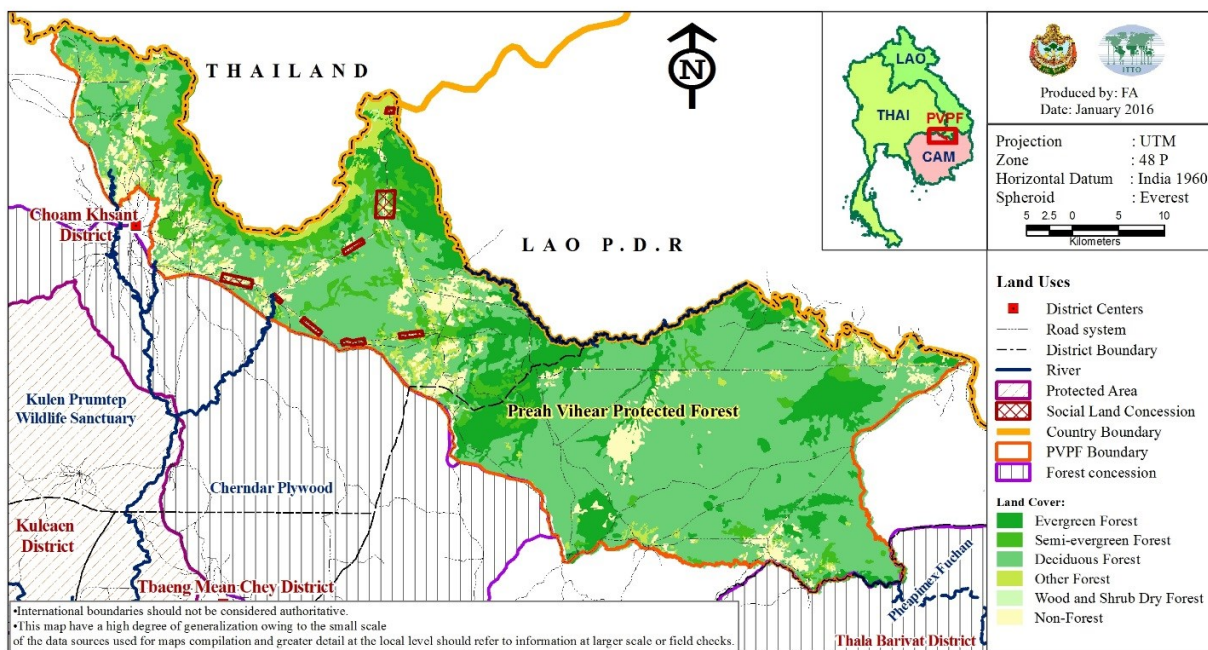 THAILAND
LAO P.D.R
N
Choam Khsant
District
Kulen Prumtep
Wildlife Sanctuary
Cherndar Plywood
Preah Vihear Protected Forest
Kuleaen
District
Tbaeng Mean Chey District
Pheapimex Fuchan
Thala Barivat District
•International boundaries should not be considered authoritative.
•This map have a high degree of generalization owing to the small scale
of the data sources used for maps compilation and greater detail at the local level should refer to information at larger scale or field checks.
LAO
THAI
PVPF
CAM
ITTO
Produced by: FA
Date: January 2016
Projection : UTM
Zone : 48 P
Horizontal Datum : India 1960
Spheroid : Everest
5 2.5 0 5 10
Kilometers
Land Uses
District Centers
Road system
District Boundary
River
Protected Area
Social Land Concession
Country Boundary
PVPF Boundary
Forest concession
Land Cover:
Evergreen Forest
Semi-evergreen Forest
Deciduous Forest
Other Forest
Wood and Shrub Dry Forest
Non-Forest